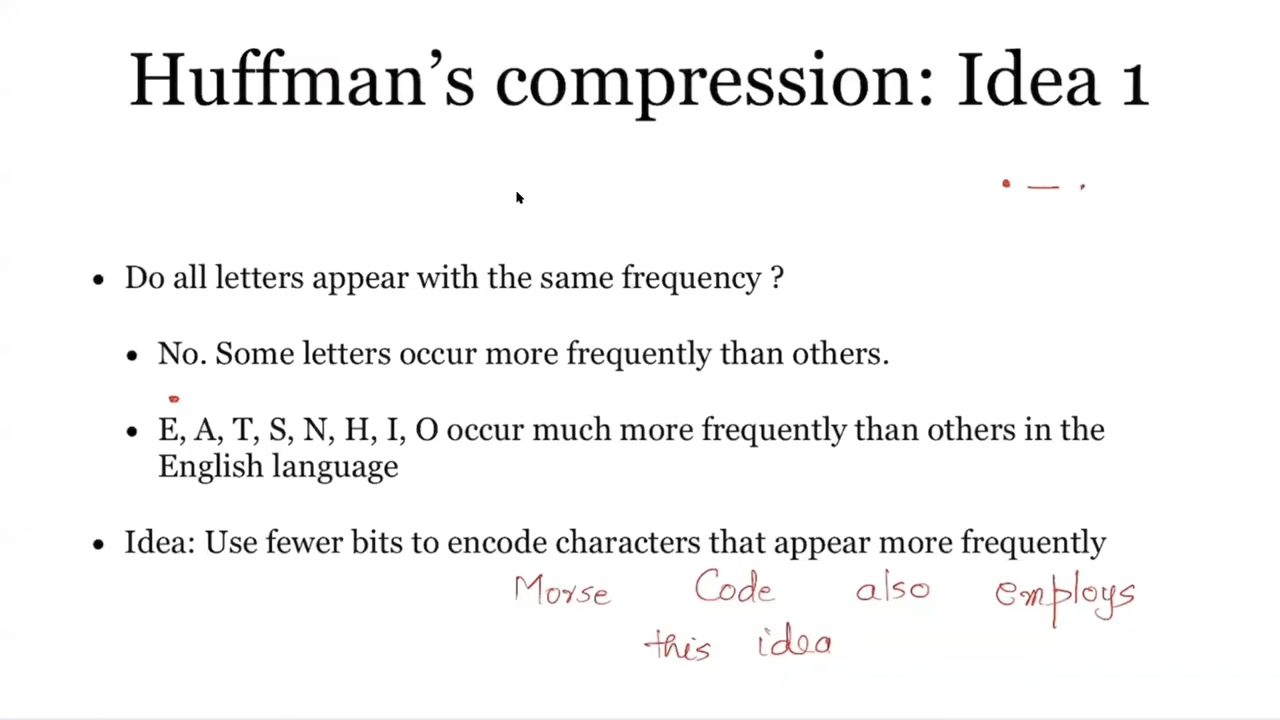 Huffman’s compression: Idea 1
• Do all letters appear with the same frequency ?
• No. Some letters occur more frequently than others.
• E, A, T, S, N, H, I, O occur much more frequently than others in the
English language
• Idea: Use fewer bits to encode characters that appear more frequently
Morse Code also employs
this idea